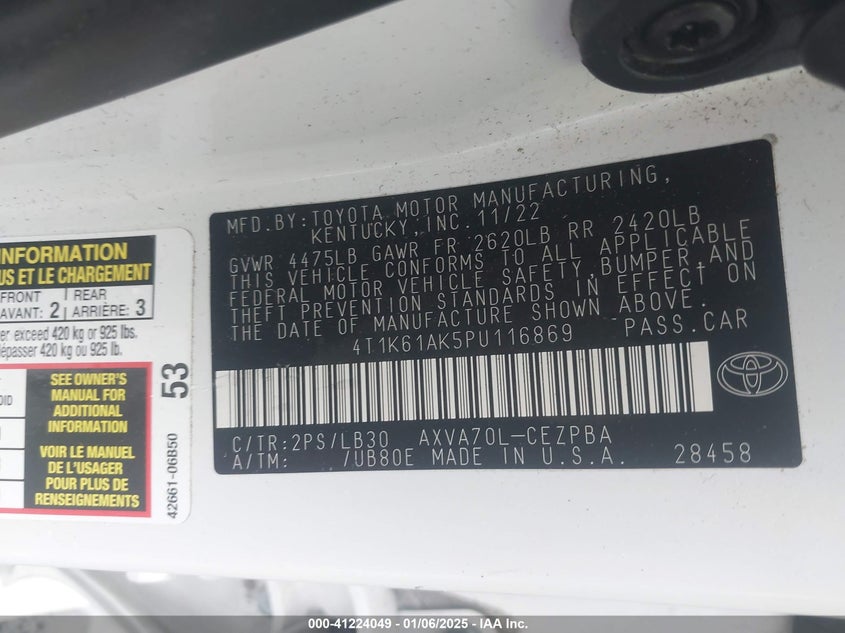 MFD.BY:TOYOTA MOTOR MANUFACTURING,
KENTUCKY,INC.11/22
GVWR 4475LB GAWR FR 2620LB RR 2420LB
THIS VEHICLE CONFORMS TO ALL APPLICABLE
FEDERAL MOTOR VEHICLE SAFETY,BUMPER,AND
THEFT PREVENTION STANDARDS IN EFFECT ON
THE DATE OF MANUFACTURE SHOWN ABOVE.
4T1K61AK5PU116869 PASS.CAR
C/TR:2PS/LB30 AXVA70L-CEZPBA
A/TM: /UB80E MADE IN U.S.A. 28458
INFORMATION
US ET LE CHARGEMENT
FRONT
AVANT: 2
REAR
ARRIÈRE: 3
er exceed 420 kg or 925 lbs.
dépasser 420 kg ou 925 lb.
SEE OWNER'S
MANUAL FOR
ADDITIONAL
INFORMATION
VOIR LE MANUEL
DE L'USAGER
POUR PLUS DE
RENSEIGNEMENTS
53
42661-06B50
000-41224049 - 01/06/2025 - IAA Inc.